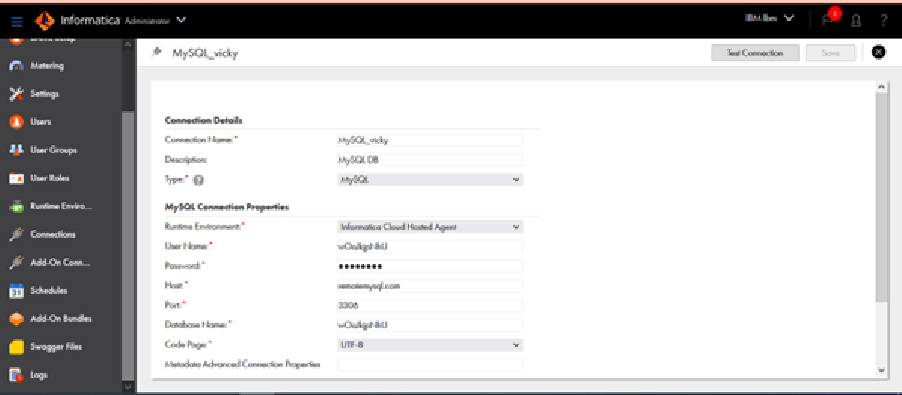 Informatica Administrator
MySQL_vicky
Test Connection
Save
Metering
Settings
Users
User Groups
User Roles
Runtime Enviro...
Connections
Add-On Conn...
Schedules
Add-On Bundles
Swagger Files
Logs
Connection Details
Connection Name:* MySQL_vicky
Description: MySQL DB
Type:* MySQL
MySQL Connection Properties
Runtime Environment:* Informatica Cloud Hosted Agent
User Name:*
Password:* ••••••••
Host:* remotemysql.com
Port:* 3306
Database Name:*
Code Page:* UTF-8
Metadata Advanced Connection Properties